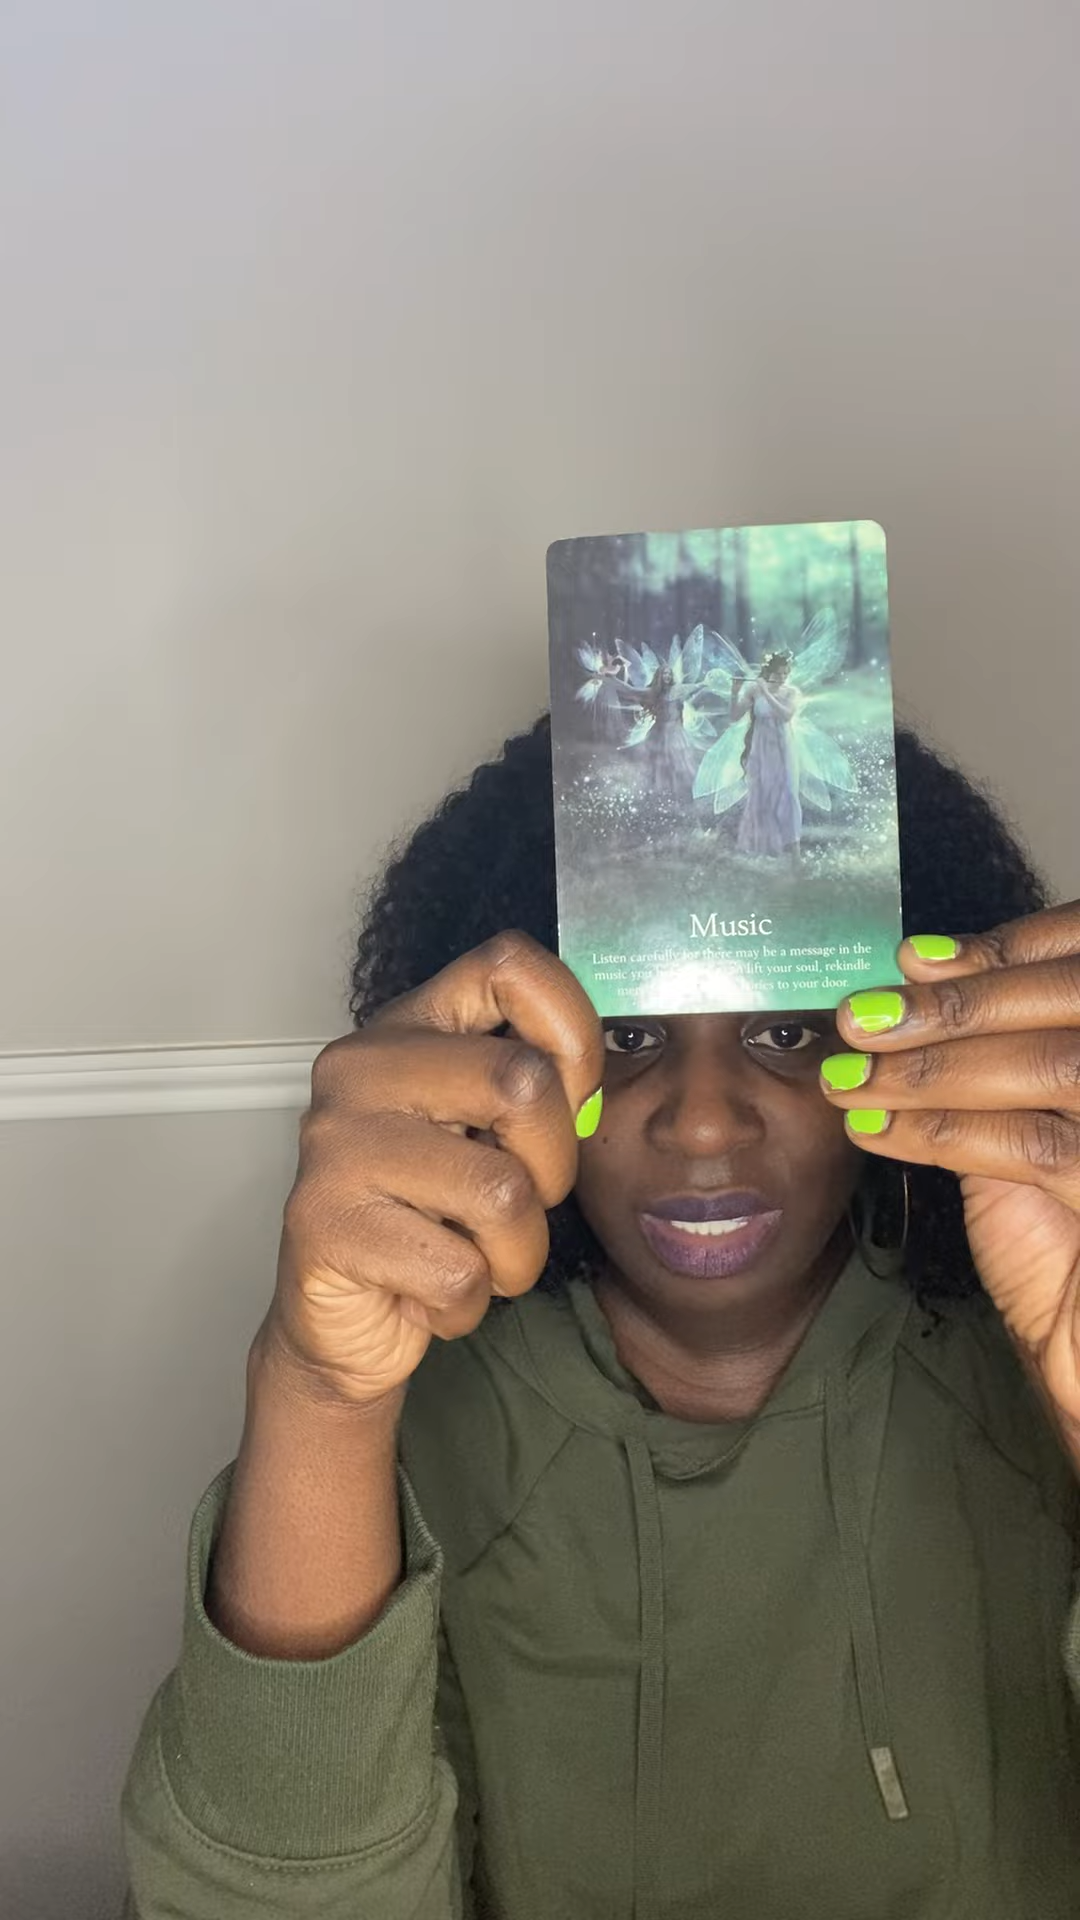 Music
Listen carefully for there may be a message in the
music you lift your soul, rekindle
to your door.